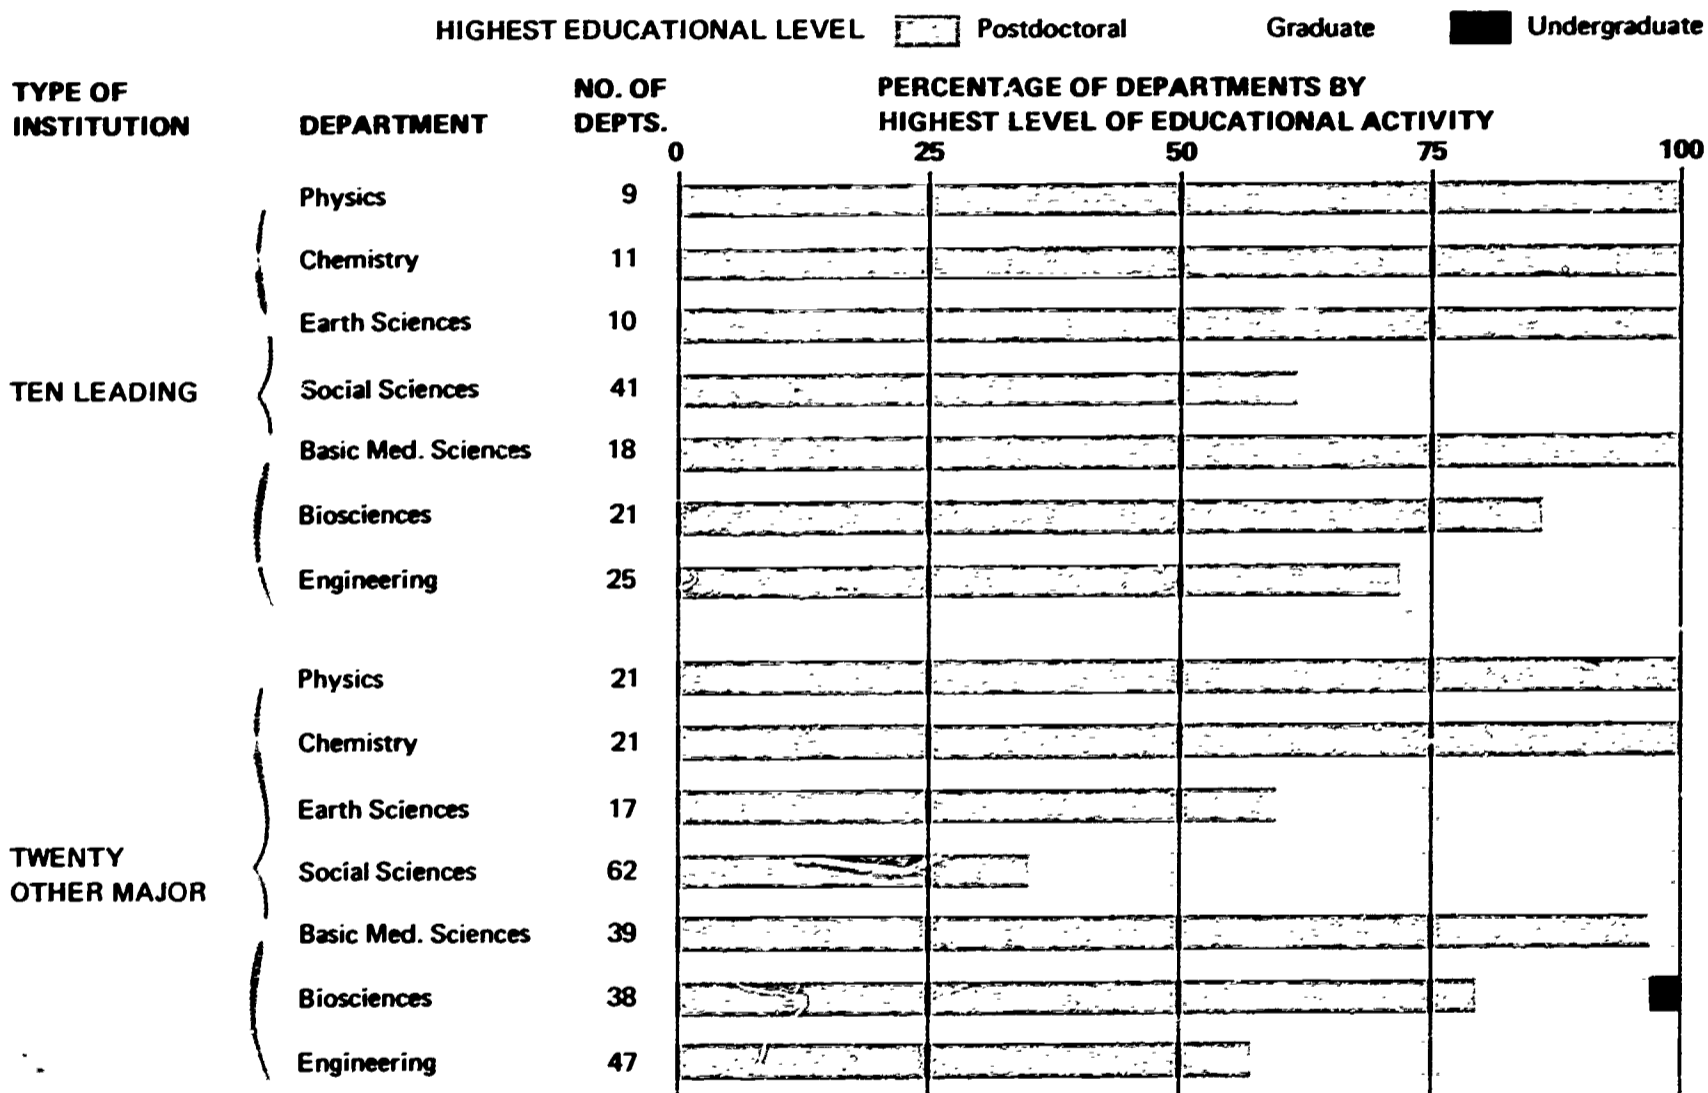 HIGHEST EDUCATIONAL LEVEL Postdoctoral Graduate Undergraduate
TYPE OF INSTITUTION DEPARTMENT NO. OF DEPTS. PERCENTAGE OF DEPARTMENTS BY HIGHEST LEVEL OF EDUCATIONAL ACTIVITY
0 25 50 75 100
Physics 9
Chemistry 11
Earth Sciences 10
TEN LEADING Social Sciences 41
Basic Med. Sciences 18
Biosciences 21
Engineering 25
Physics 21
Chemistry 21
Earth Sciences 17
TWENTY
OTHER MAJOR
Social Sciences 62
Basic Med. Sciences 39
Biosciences 38
Engineering 47